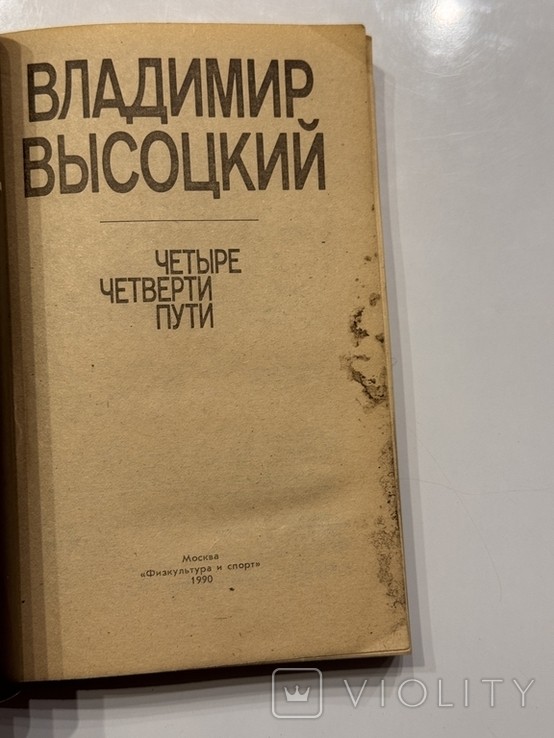 ВЛАДИМИР
ВЫСОЦКИЙ
ЧЕТЫРЕ
ЧЕТВЕРТИ
ПУТИ
Москва
«Физкультура и спорт»
1990
VIOLITY